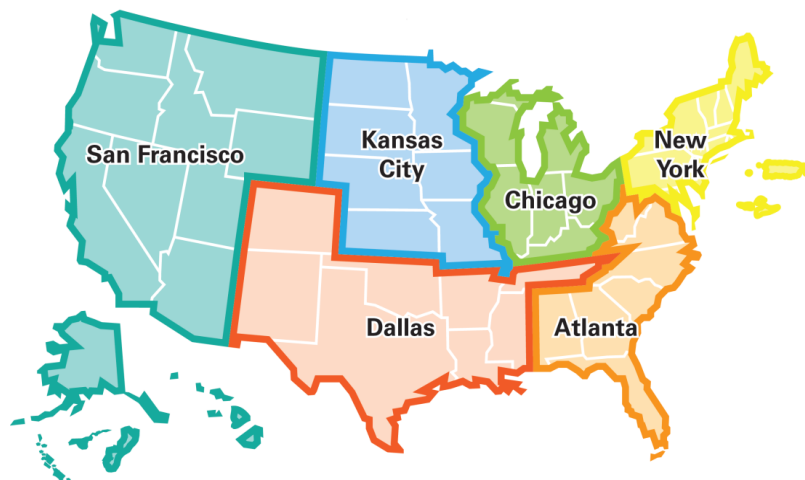 San Francisco
Kansas
City
Chicago
New
York
Dallas
Atlanta